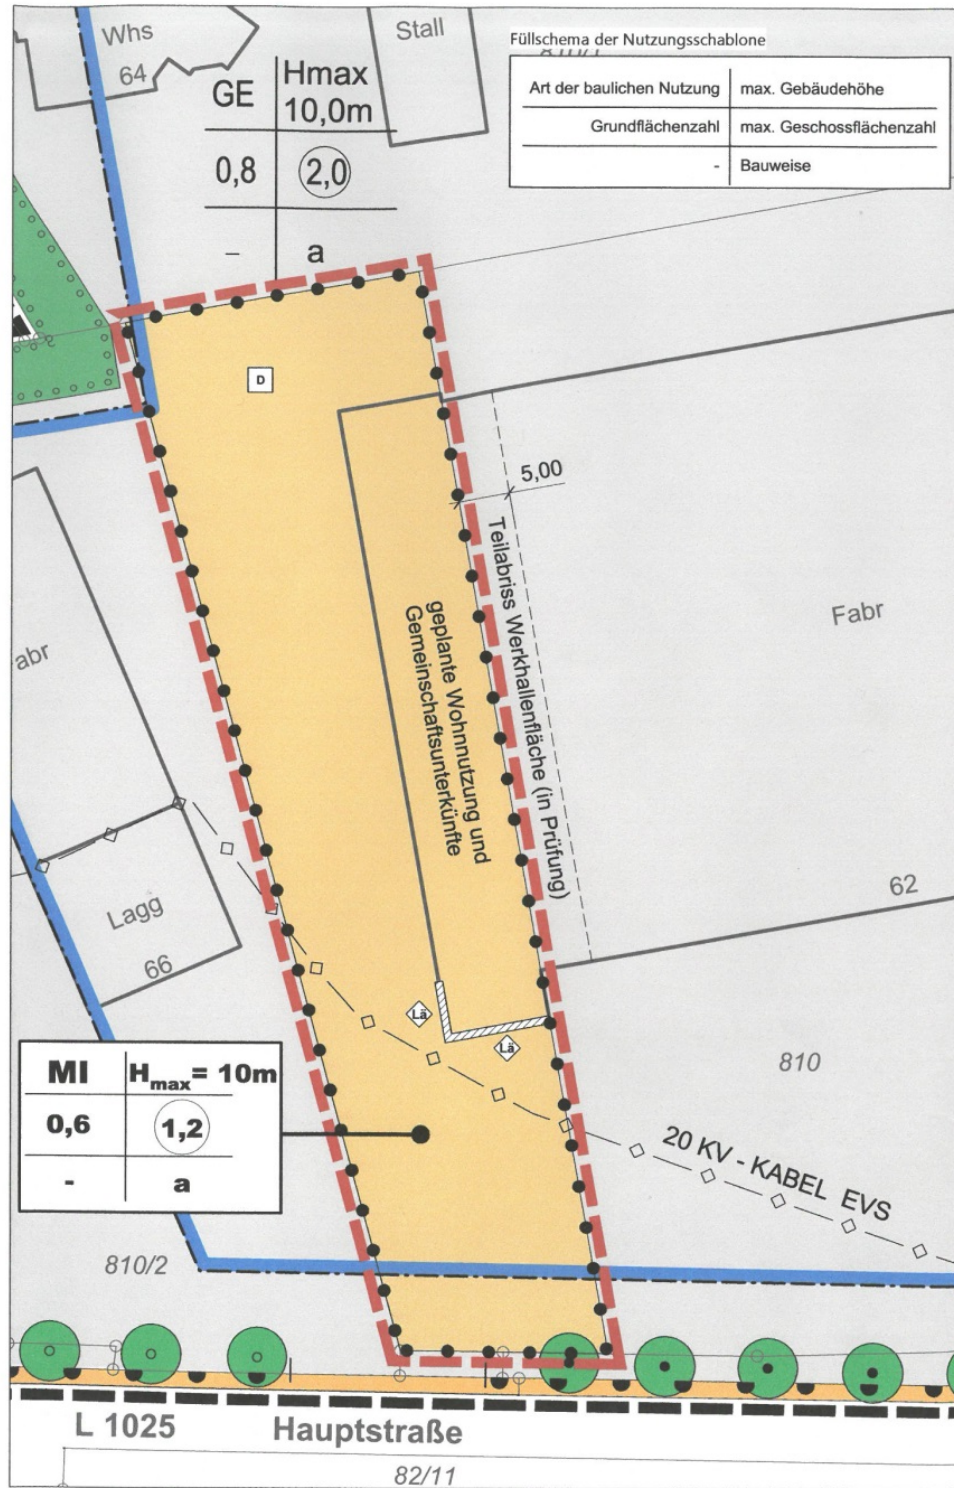 Whs
64
Stall
Füllschema der Nutzungsschablone
Art der baulichen Nutzung max. Gebäudehöhe
Grundflächenzahl max. Geschossflächenzahl
- Bauweise
GE Hmax 10,0m
0,8 2,0
- a
D
5,00
Teilabriss Werkhallenfläche (in Prüfung)
geplante Wohnnutzung und
Gemeinschaftsunterkünfte
Fabr
abr
62
Lagg
66
Lä
Lä
810
MI Hmax= 10m
0,6 1,2
- a
20 KV - KABEL EVS
810/2
L 1025 Hauptstraße
82/11